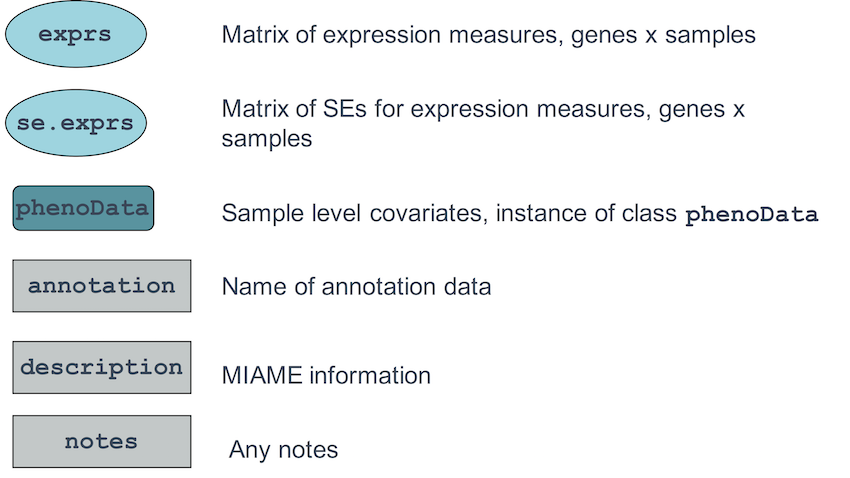 exprs Matrix of expression measures, genes x samples
se.exprs Matrix of SEs for expression measures, genes x
samples
phenoData Sample level covariates, instance of class phenoData
annotation Name of annotation data
description MIAME information
notes Any notes